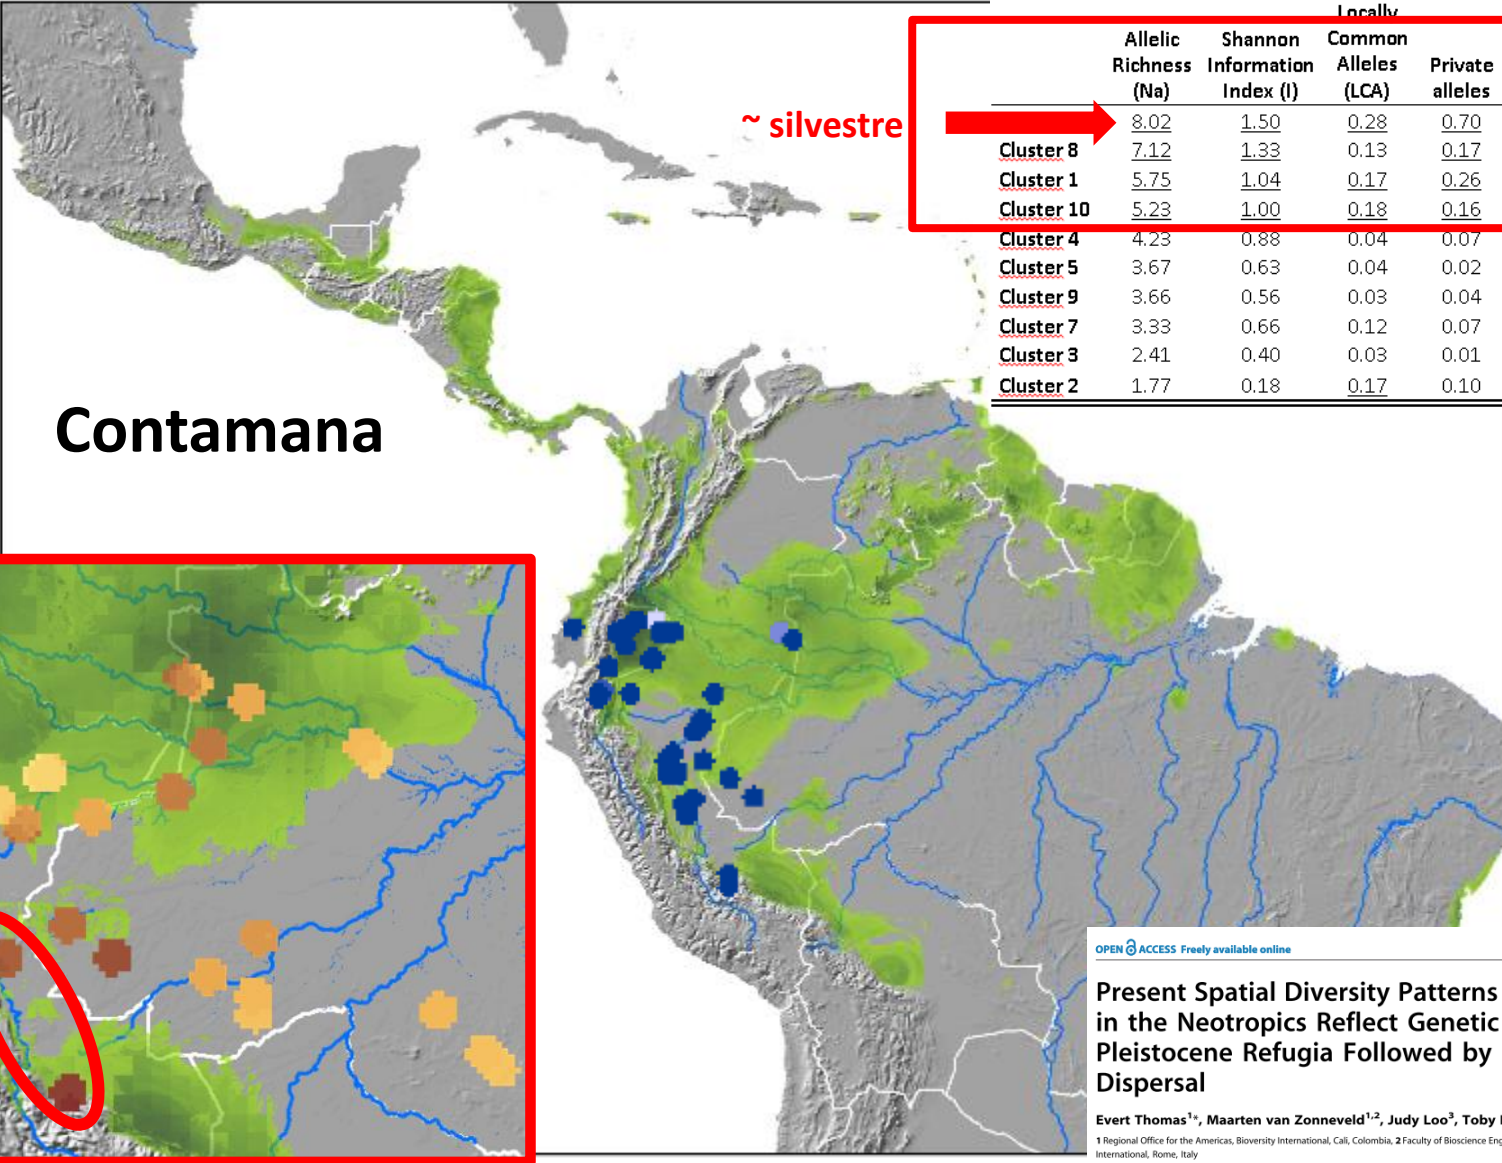 Locally
Allelic Shannon Common
Richness Information Alleles Private
(Na) Index (I) (LCA) alleles
~ silvestre 8.02 1.50 0.28 0.70
Cluster 8 7.12 1.33 0.13 0.17
Cluster 1 5.75 1.04 0.17 0.26
Cluster 10 5.23 1.00 0.18 0.16
Cluster 4 4.23 0.88 0.04 0.07
Cluster 5 3.67 0.63 0.04 0.02
Cluster 9 3.66 0.56 0.03 0.04
Cluster 7 3.33 0.66 0.12 0.07
Cluster 3 2.41 0.40 0.03 0.01
Cluster 2 1.77 0.18 0.17 0.10
Contamana
OPEN ACCESS Freely available online
Present Spatial Diversity Patterns
in the Neotropics Reflect Genetic
Pleistocene Refugia Followed by
Dispersal
Evert Thomas1*, Maarten van Zonneveld1,2, Judy Loo3, Toby
1 Regional Office for the Americas, Bioversity International, Cali, Colombia, 2 Faculty of Bioscience Eng
International, Rome, Italy